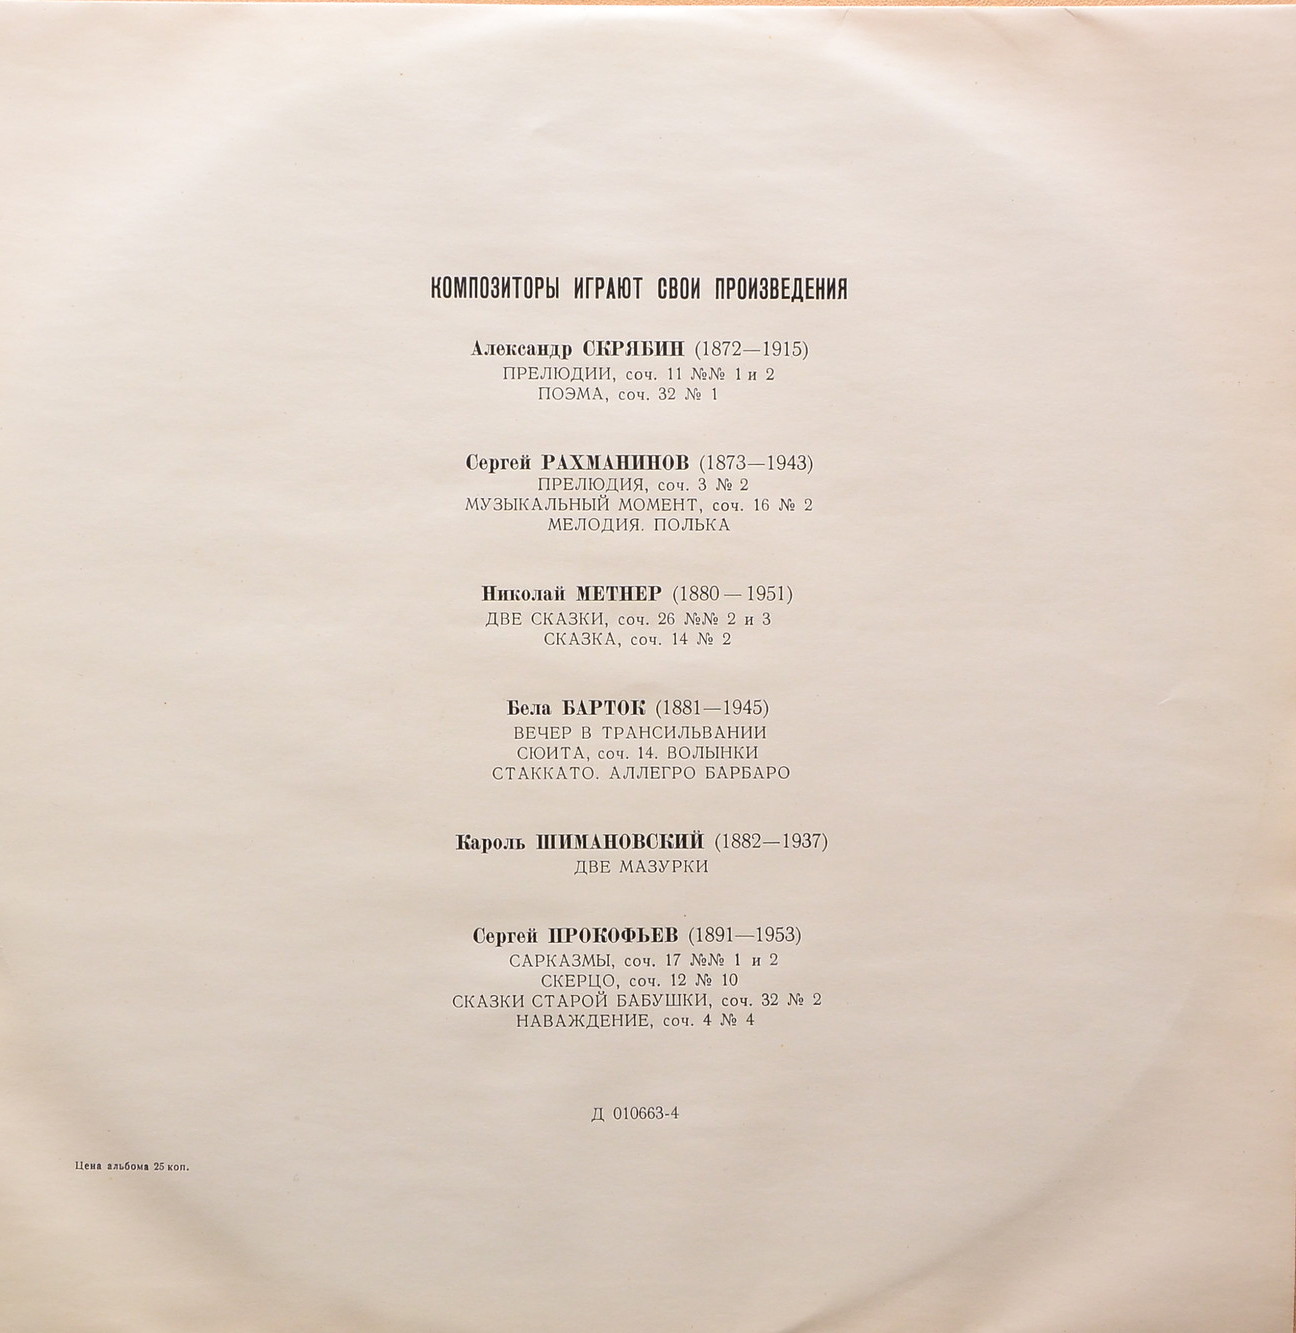 КОМПОЗИТОРЫ ИГРАЮТ СВОИ ПРОИЗВЕДЕНИЯ
Александр СКРЯБИН (1872—1915)
ПРЕЛЮДИИ, соч. 11 №№ 1 и 2
ПОЭМА, соч. 32 № 1
Сергей РАХМАНИНОВ (1873—1943)
ПРЕЛЮДИЯ, соч. 3 № 2
МУЗЫКАЛЬНЫЙ МОМЕНТ, соч. 16 № 2
МЕЛОДИЯ. ПОЛЬКА
Николай МЕТНЕР (1880—1951)
ДВЕ СКАЗКИ, соч. 26 №№ 2 и 3
СКАЗКА, соч. 14 № 2
Бела БАРТОК (1881—1945)
ВЕЧЕР В ТРАНСИЛЬВАНИИ
СЮИТА, соч. 14. ВОЛЫНКИ
СТАККАТО. АЛЛЕГРО БАРБАРО
Кароль ШИМАНОВСКИЙ (1882—1937)
ДВЕ МАЗУРКИ
Сергей ПРОКОФЬЕВ (1891—1953)
САРКАЗМЫ, соч. 17 №№ 1 и 2
СКЕРЦО, соч. 12 № 10
СКАЗКИ СТАРОЙ БАБУШКИ, соч. 32 № 2
НАВАЖДЕНИЕ, соч. 4 № 4
Д 010663-4
Цена альбома 25 коп.